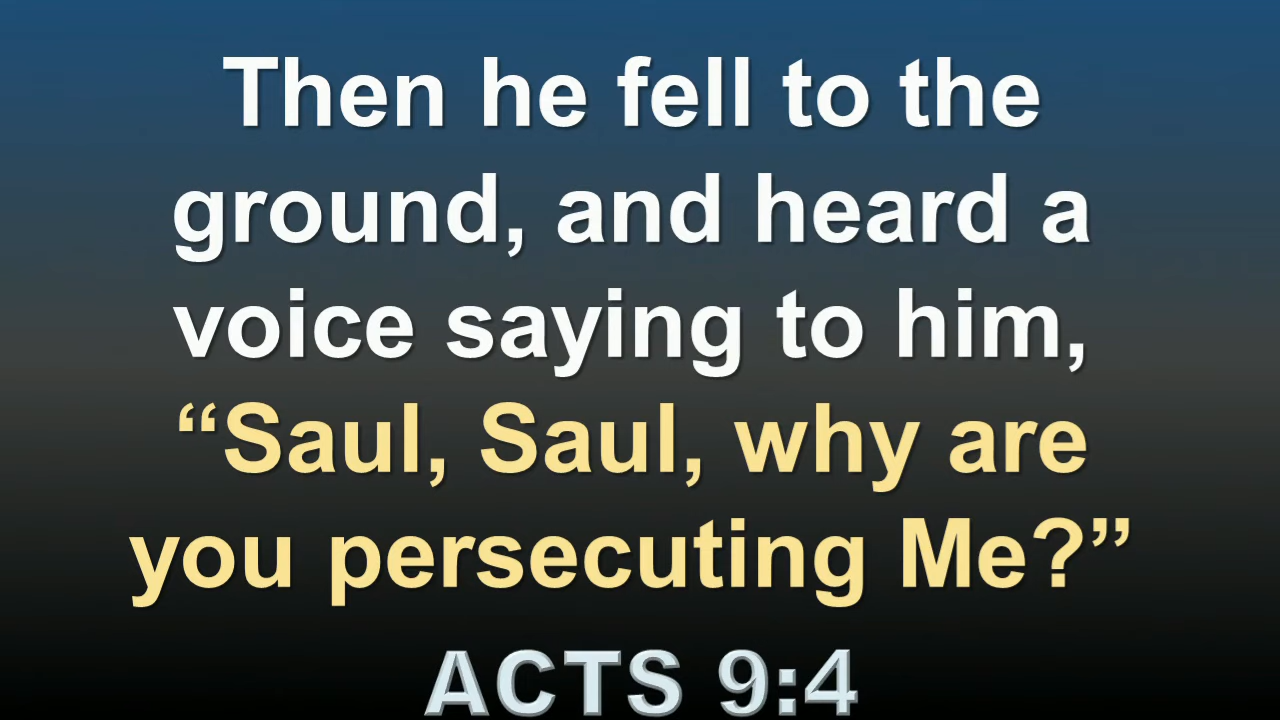 Then he fell to the
ground, and heard a
voice saying to him,
“Saul, Saul, why are
you persecuting Me?”
ACTS 9:4